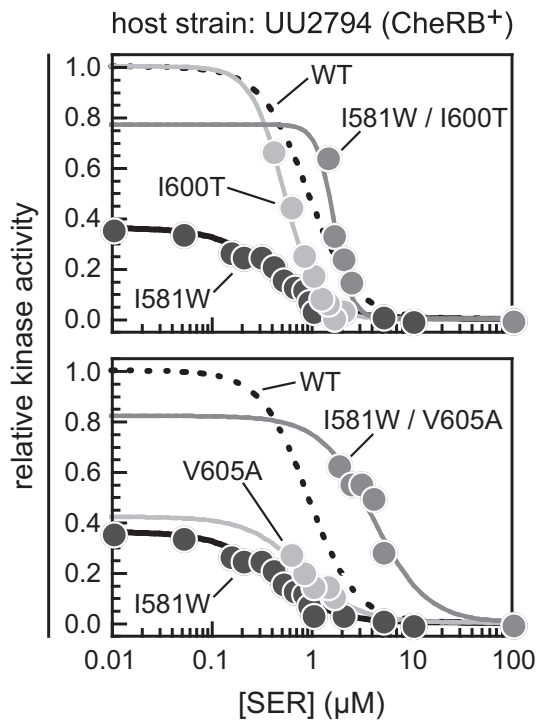 host strain: UU2794 (CheRB+)
relative kinase activity
1.0
0.8
0.6
0.4
0.2
0.0
WT
I581W / I600T
I600T
I581W
1.0
0.8
0.6
0.4
0.2
0.0
WT
I581W / V605A
V605A
I581W
0.01 0.1 1 10 100
[SER] (µM)